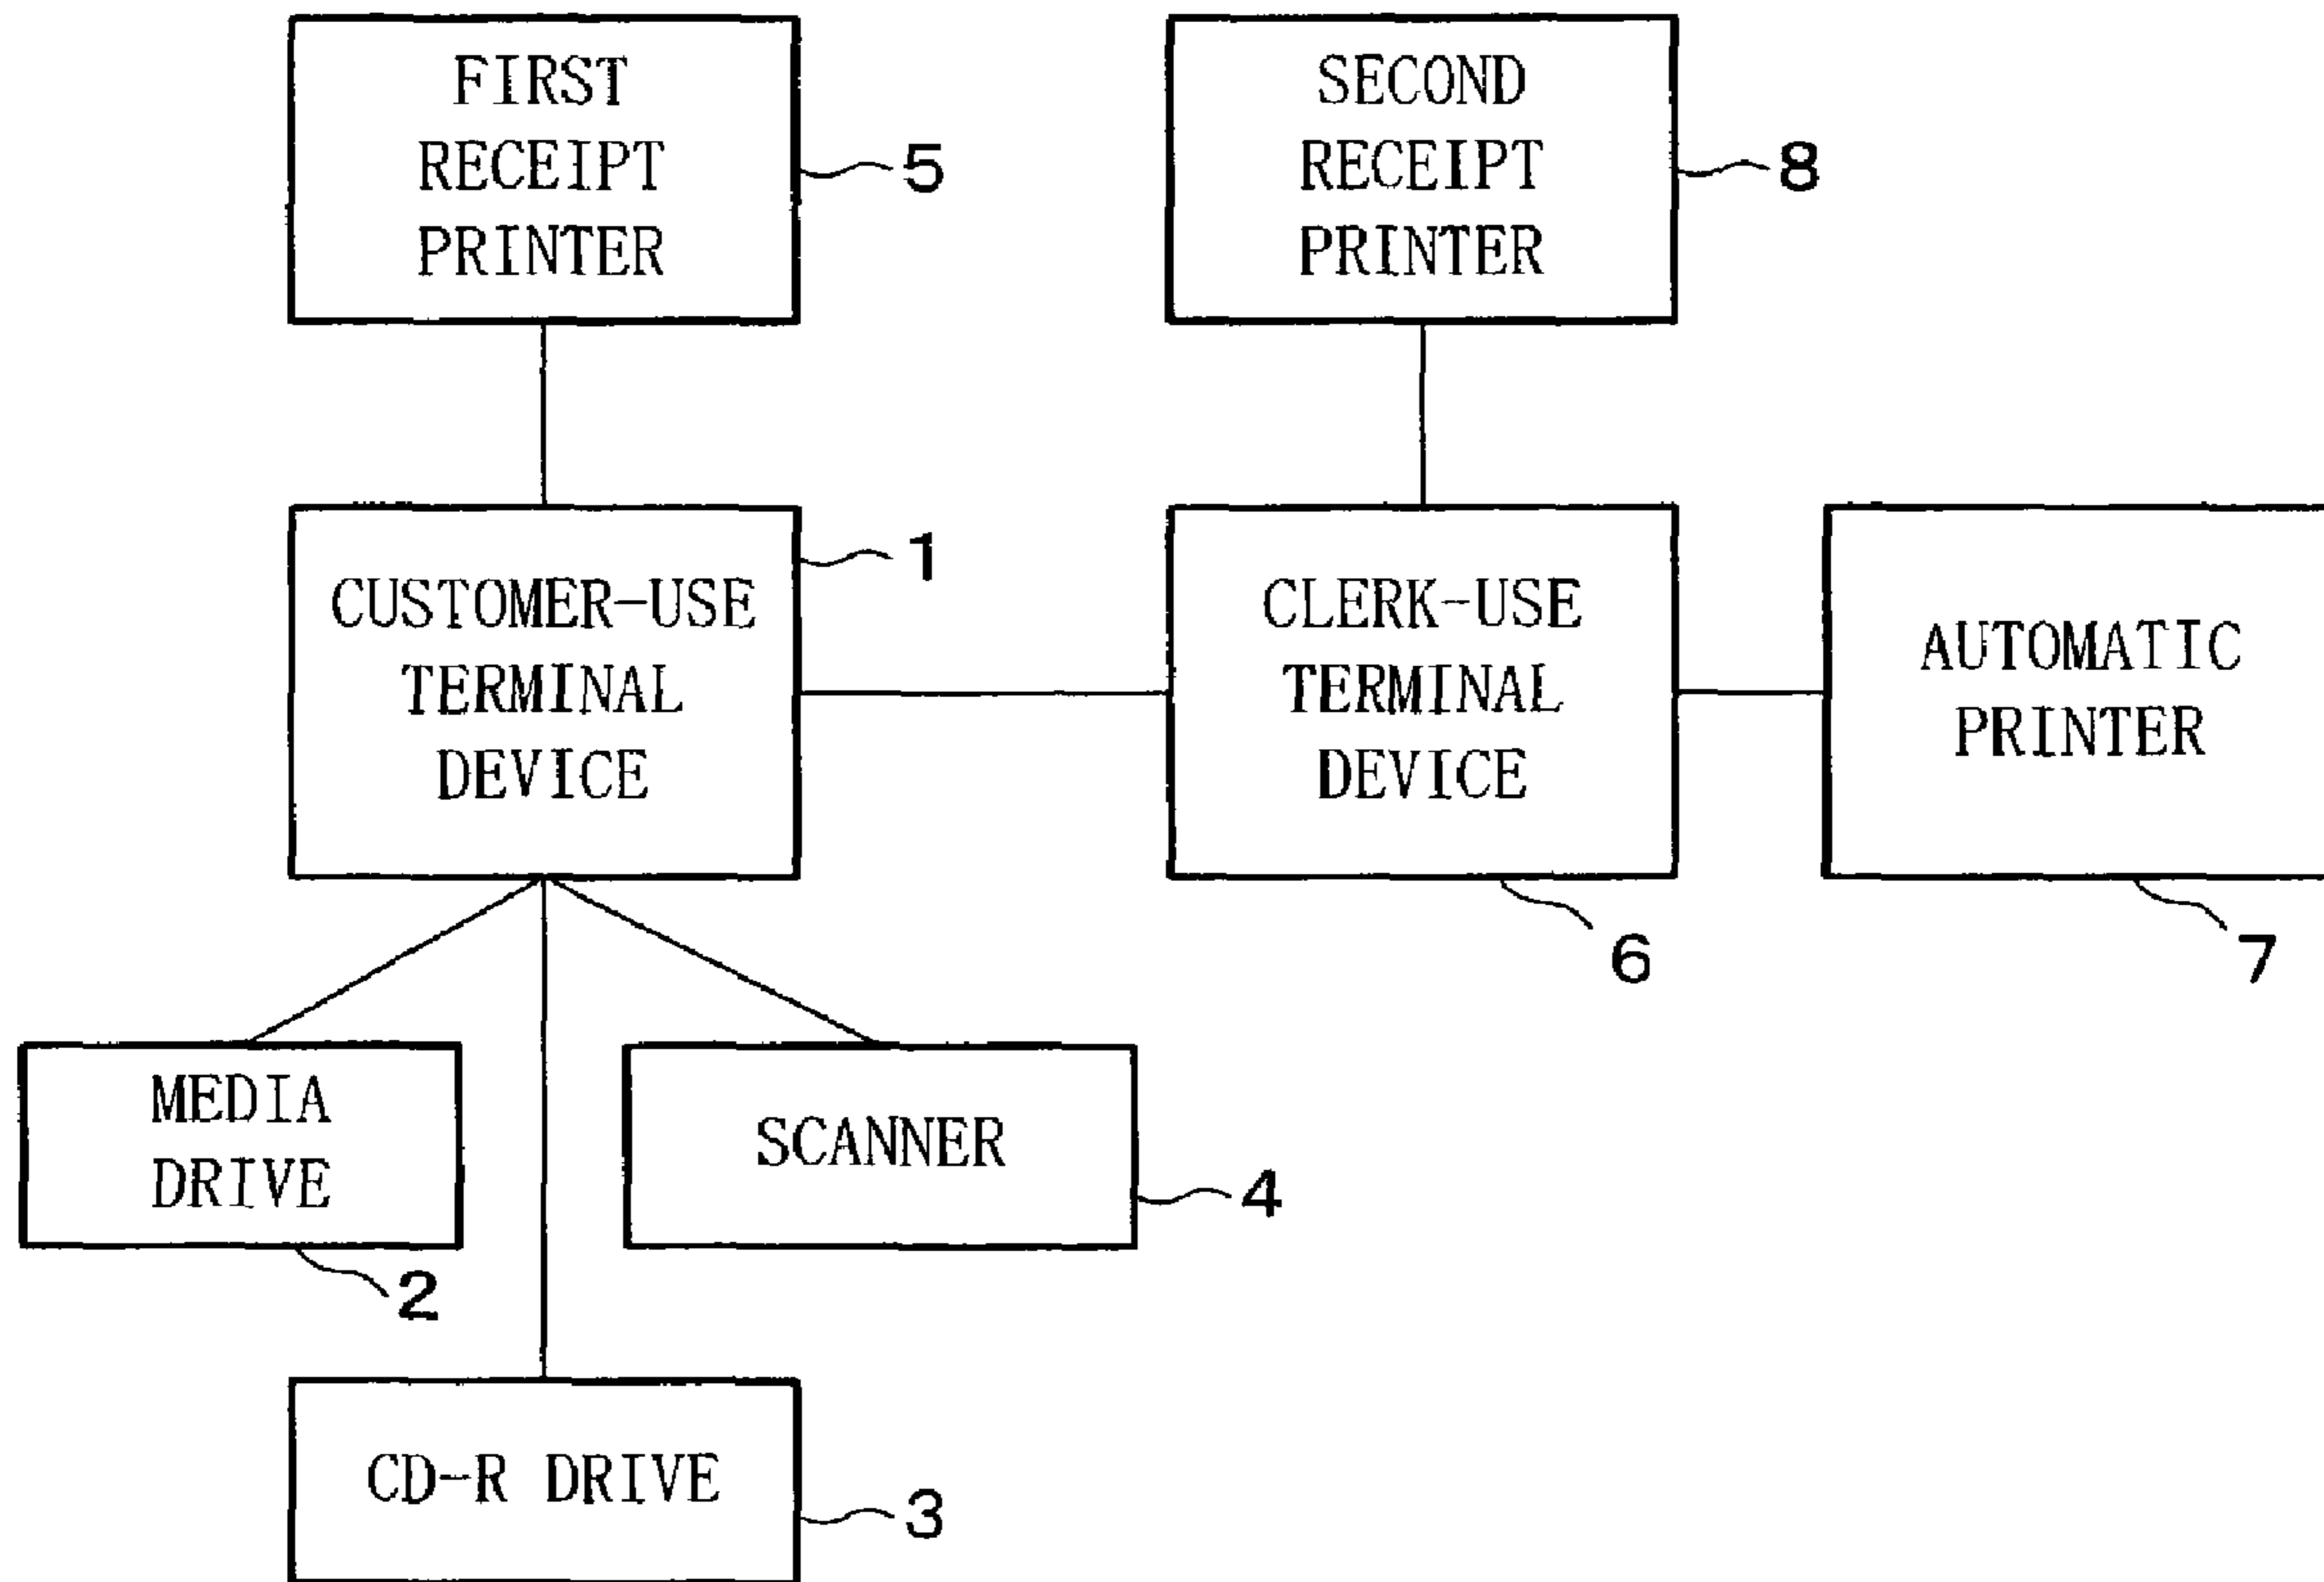 FIRST
RECEIPT
PRINTER
5
SECOND
RECEIPT
PRINTER
8
CUSTOMER-USE
TERMINAL
DEVICE
1
CLERK-USE
TERMINAL
DEVICE
6
AUTOMATIC
PRINTER
7
MEDIA
DRIVE
2
SCANNER
4
CD-R DRIVE
3